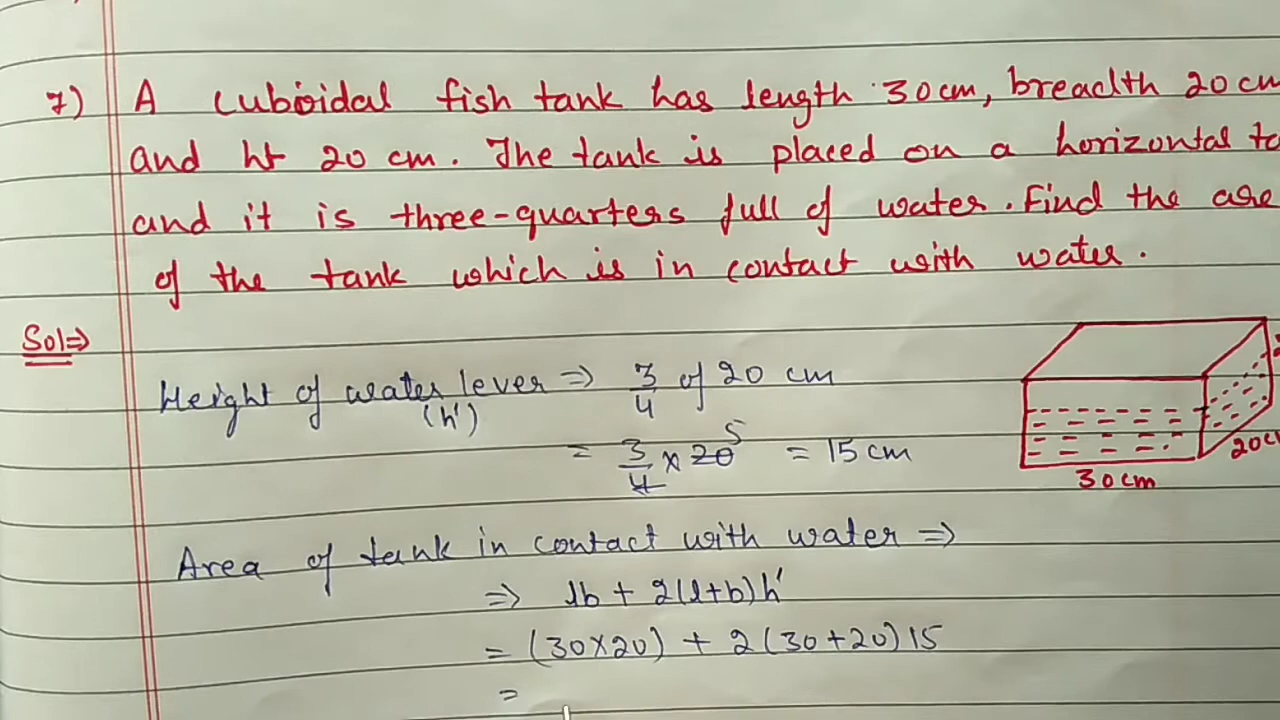 7) A cuboidal fish tank has length 30cm, breadth 20 cm
and ht 20 cm. The tank is placed on a horizontal
and it is three-quarters full of water. Find the
of the tank which is in contact with water.
Sol⇒
Height of water lever ⇒ 3/4 of 20 cm
(h')
= 3/4 × 20 5 = 15 cm
30cm
20c
Area of tank in contact with water ⇒
⇒ lb + 2(l+b)h'
= (30×20) + 2(30+20)15
=